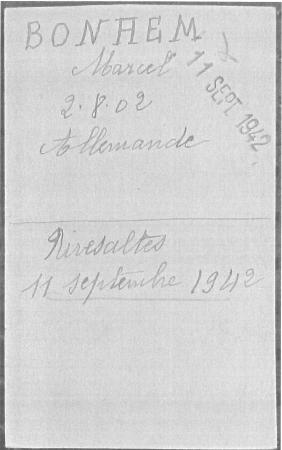 BONHEM
Marcel
11 SEPT. 1942
2.8.02
Allemande
Rivesaltes
11 septembre 1942